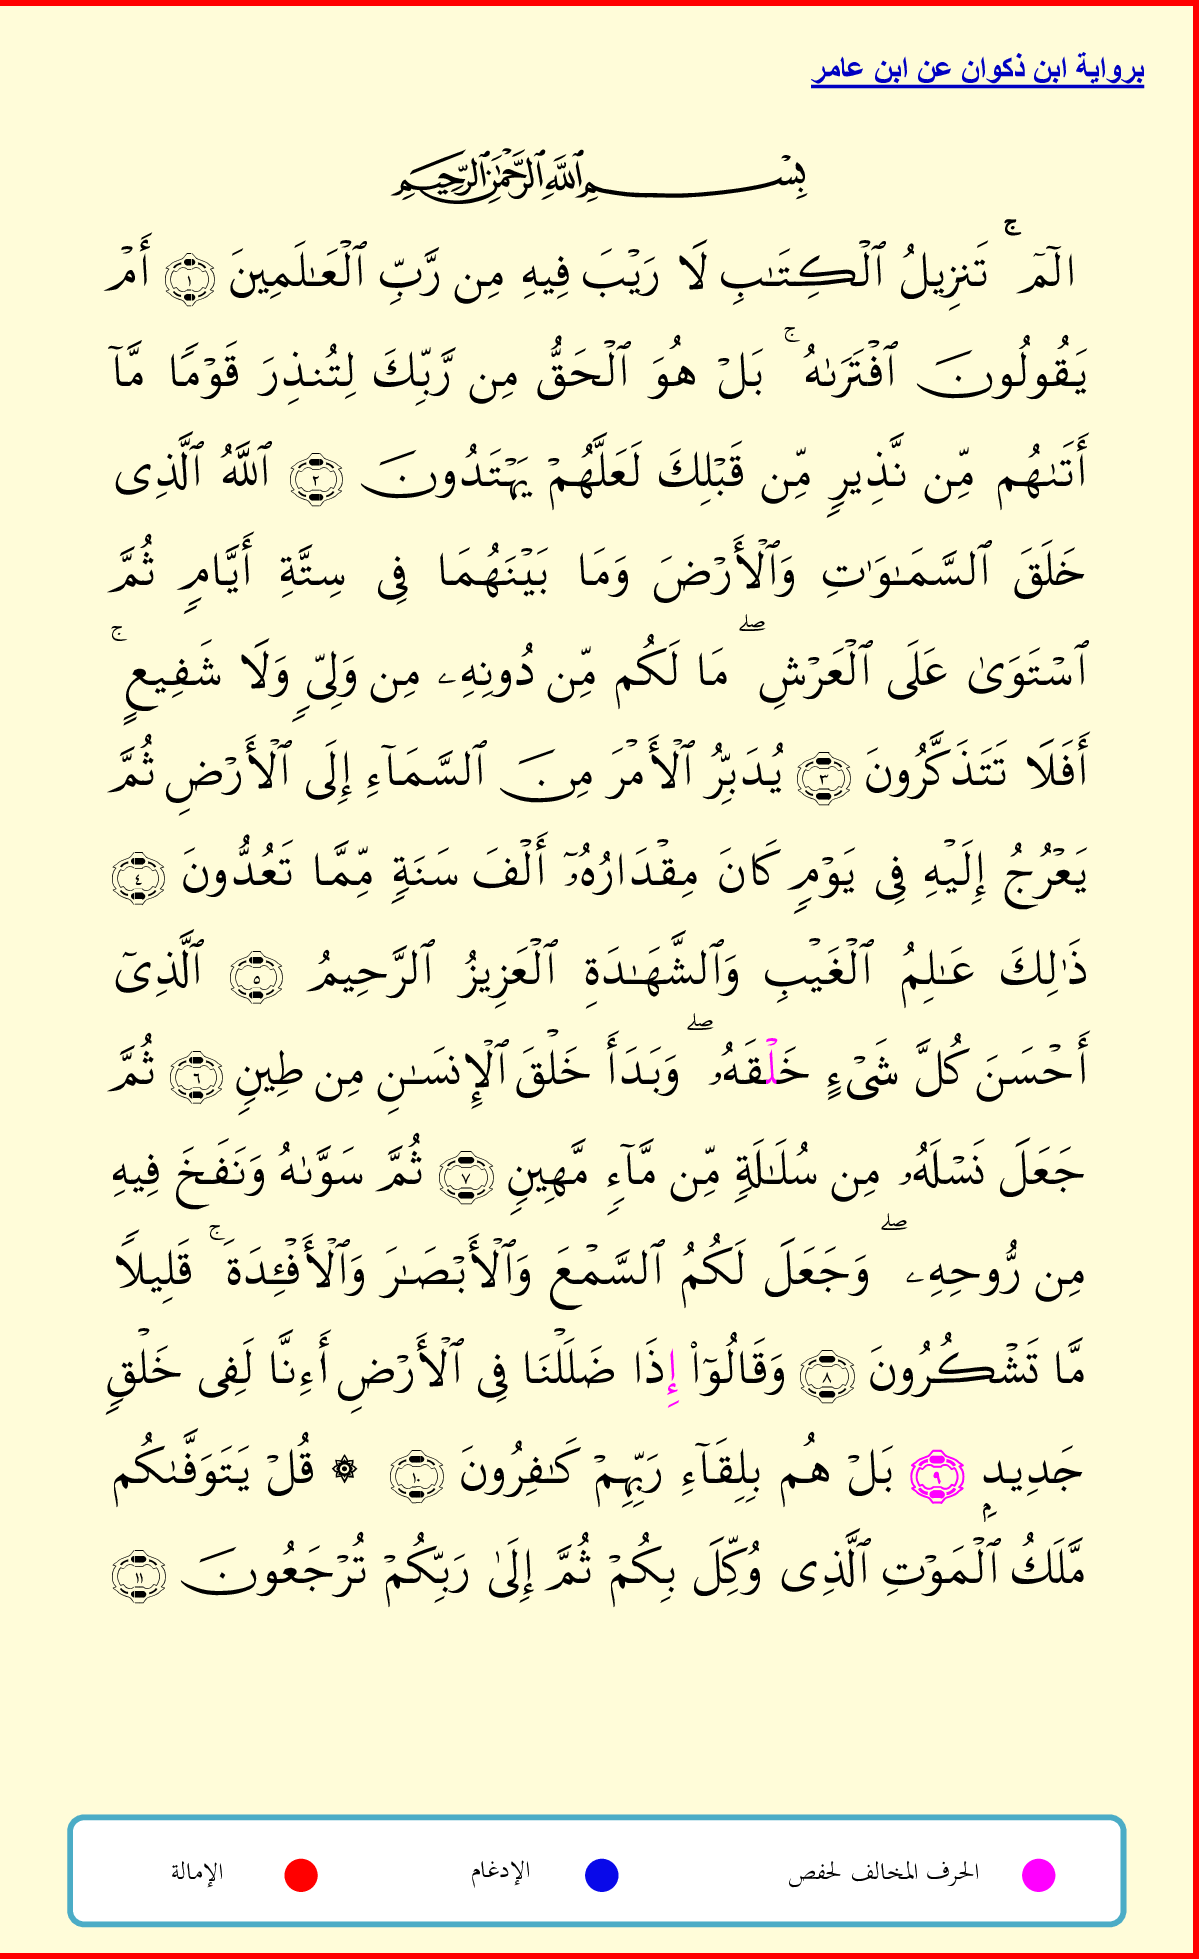 برواية ابن ذكوان عن ابن عامر
بِسْمِ ٱللَّهِ ٱلرَّحْمَٰنِ ٱلرَّحِيمِ
الٓمٓ ۚ تَنزِيلُ ٱلْكِتَٰبِ لَا رَيْبَ فِيهِ مِن رَّبِّ ٱلْعَٰلَمِينَ ١ أَمْ
يَقُولُونَ ٱفْتَرَىٰهُ ۚ بَلْ هُوَ ٱلْحَقُّ مِن رَّبِّكَ لِتُنذِرَ قَوْمًا مَّآ
أَتَىٰهُم مِّن نَّذِيرٍ مِّن قَبْلِكَ لَعَلَّهُمْ يَهْتَدُونَ ٢ ٱللَّهُ ٱلَّذِى
خَلَقَ ٱلسَّمَٰوَٰتِ وَٱلْأَرْضَ وَمَا بَيْنَهُمَا فِى سِتَّةِ أَيَّامٍ ثُمَّ
ٱسْتَوَىٰ عَلَى ٱلْعَرْشِ ۖ مَا لَكُم مِّن دُونِهِۦ مِن وَلِىٍّ وَلَا شَفِيعٍ ۚ
أَفَلَا تَتَذَكَّرُونَ ٣ يُدَبِّرُ ٱلْأَمْرَ مِنَ ٱلسَّمَآءِ إِلَى ٱلْأَرْضِ ثُمَّ
يَعْرُجُ إِلَيْهِ فِى يَوْمٍ كَانَ مِقْدَارُهُۥٓ أَلْفَ سَنَةٍ مِّمَّا تَعُدُّونَ ٤
ذَٰلِكَ عَٰلِمُ ٱلْغَيْبِ وَٱلشَّهَٰدَةِ ٱلْعَزِيزُ ٱلرَّحِيمُ ٥ ٱلَّذِىٓ
أَحْسَنَ كُلَّ شَىْءٍ خَلْقَهُۥ ۖ وَبَدَأَ خَلْقَ ٱلْإِنسَٰنِ مِن طِينٍ ٦ ثُمَّ
جَعَلَ نَسْلَهُۥ مِن سُلَٰلَةٍ مِّن مَّآءٍ مَّهِينٍ ٧ ثُمَّ سَوَّىٰهُ وَنَفَخَ فِيهِ
مِن رُّوحِهِۦ ۖ وَجَعَلَ لَكُمُ ٱلسَّمْعَ وَٱلْأَبْصَٰرَ وَٱلْأَفْـِٔدَةَ ۚ قَلِيلًا
مَّا تَشْكُرُونَ ٨ وَقَالُوٓا۟ إِذَا ضَلَلْنَا فِى ٱلْأَرْضِ أَءِنَّا لَفِى خَلْقٍ
جَدِيدٍۭ ٩ بَلْ هُم بِلِقَآءِ رَبِّهِمْ كَٰفِرُونَ ١٠ ۞ قُلْ يَتَوَفَّىٰكُم
مَّلَكُ ٱلْمَوْتِ ٱلَّذِى وُكِّلَ بِكُمْ ثُمَّ إِلَىٰ رَبِّكُمْ تُرْجَعُونَ ١١
الحرف المخالف لحفص الإدغام الإمالة